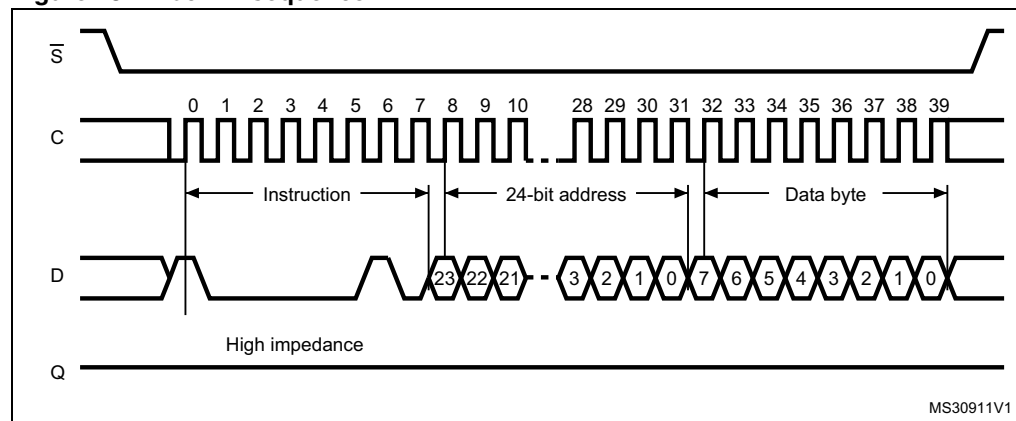 S̅
0 1 2 3 4 5 6 7 8 9 10 28 29 30 31 32 33 34 35 36 37 38 39
C
Instruction 24-bit address Data byte
D
23 22 21 3 2 1 0 7 6 5 4 3 2 1 0
High impedance
Q
MS30911V1